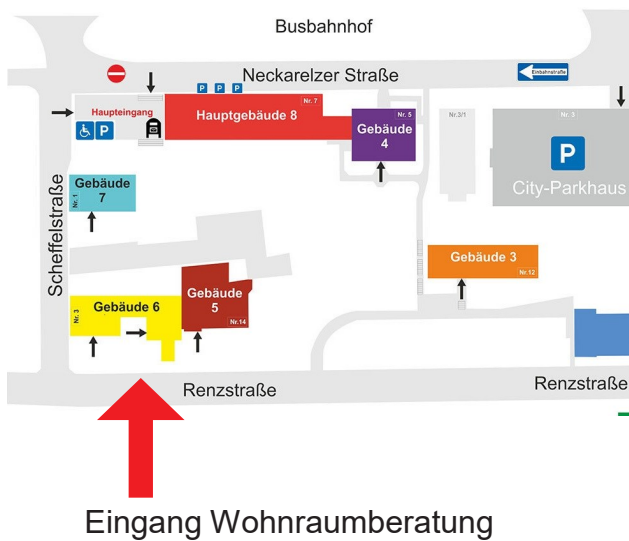 Busbahnhof
Neckarelzer Straße
Einbahnstraße
P P P
Haupteingang
P
Hauptgebäude 8
Nr. 7
Nr. 5
Gebäude
4
Nr.3/1
Nr. 3
P
City-Parkhaus
Scheffelstraße
Gebäude
7
Nr. 1
Gebäude 3
Nr.12
Gebäude 6
Nr. 3
Gebäude
5
Nr.14
Renzstraße
Renzstraße
Eingang Wohnraumberatung